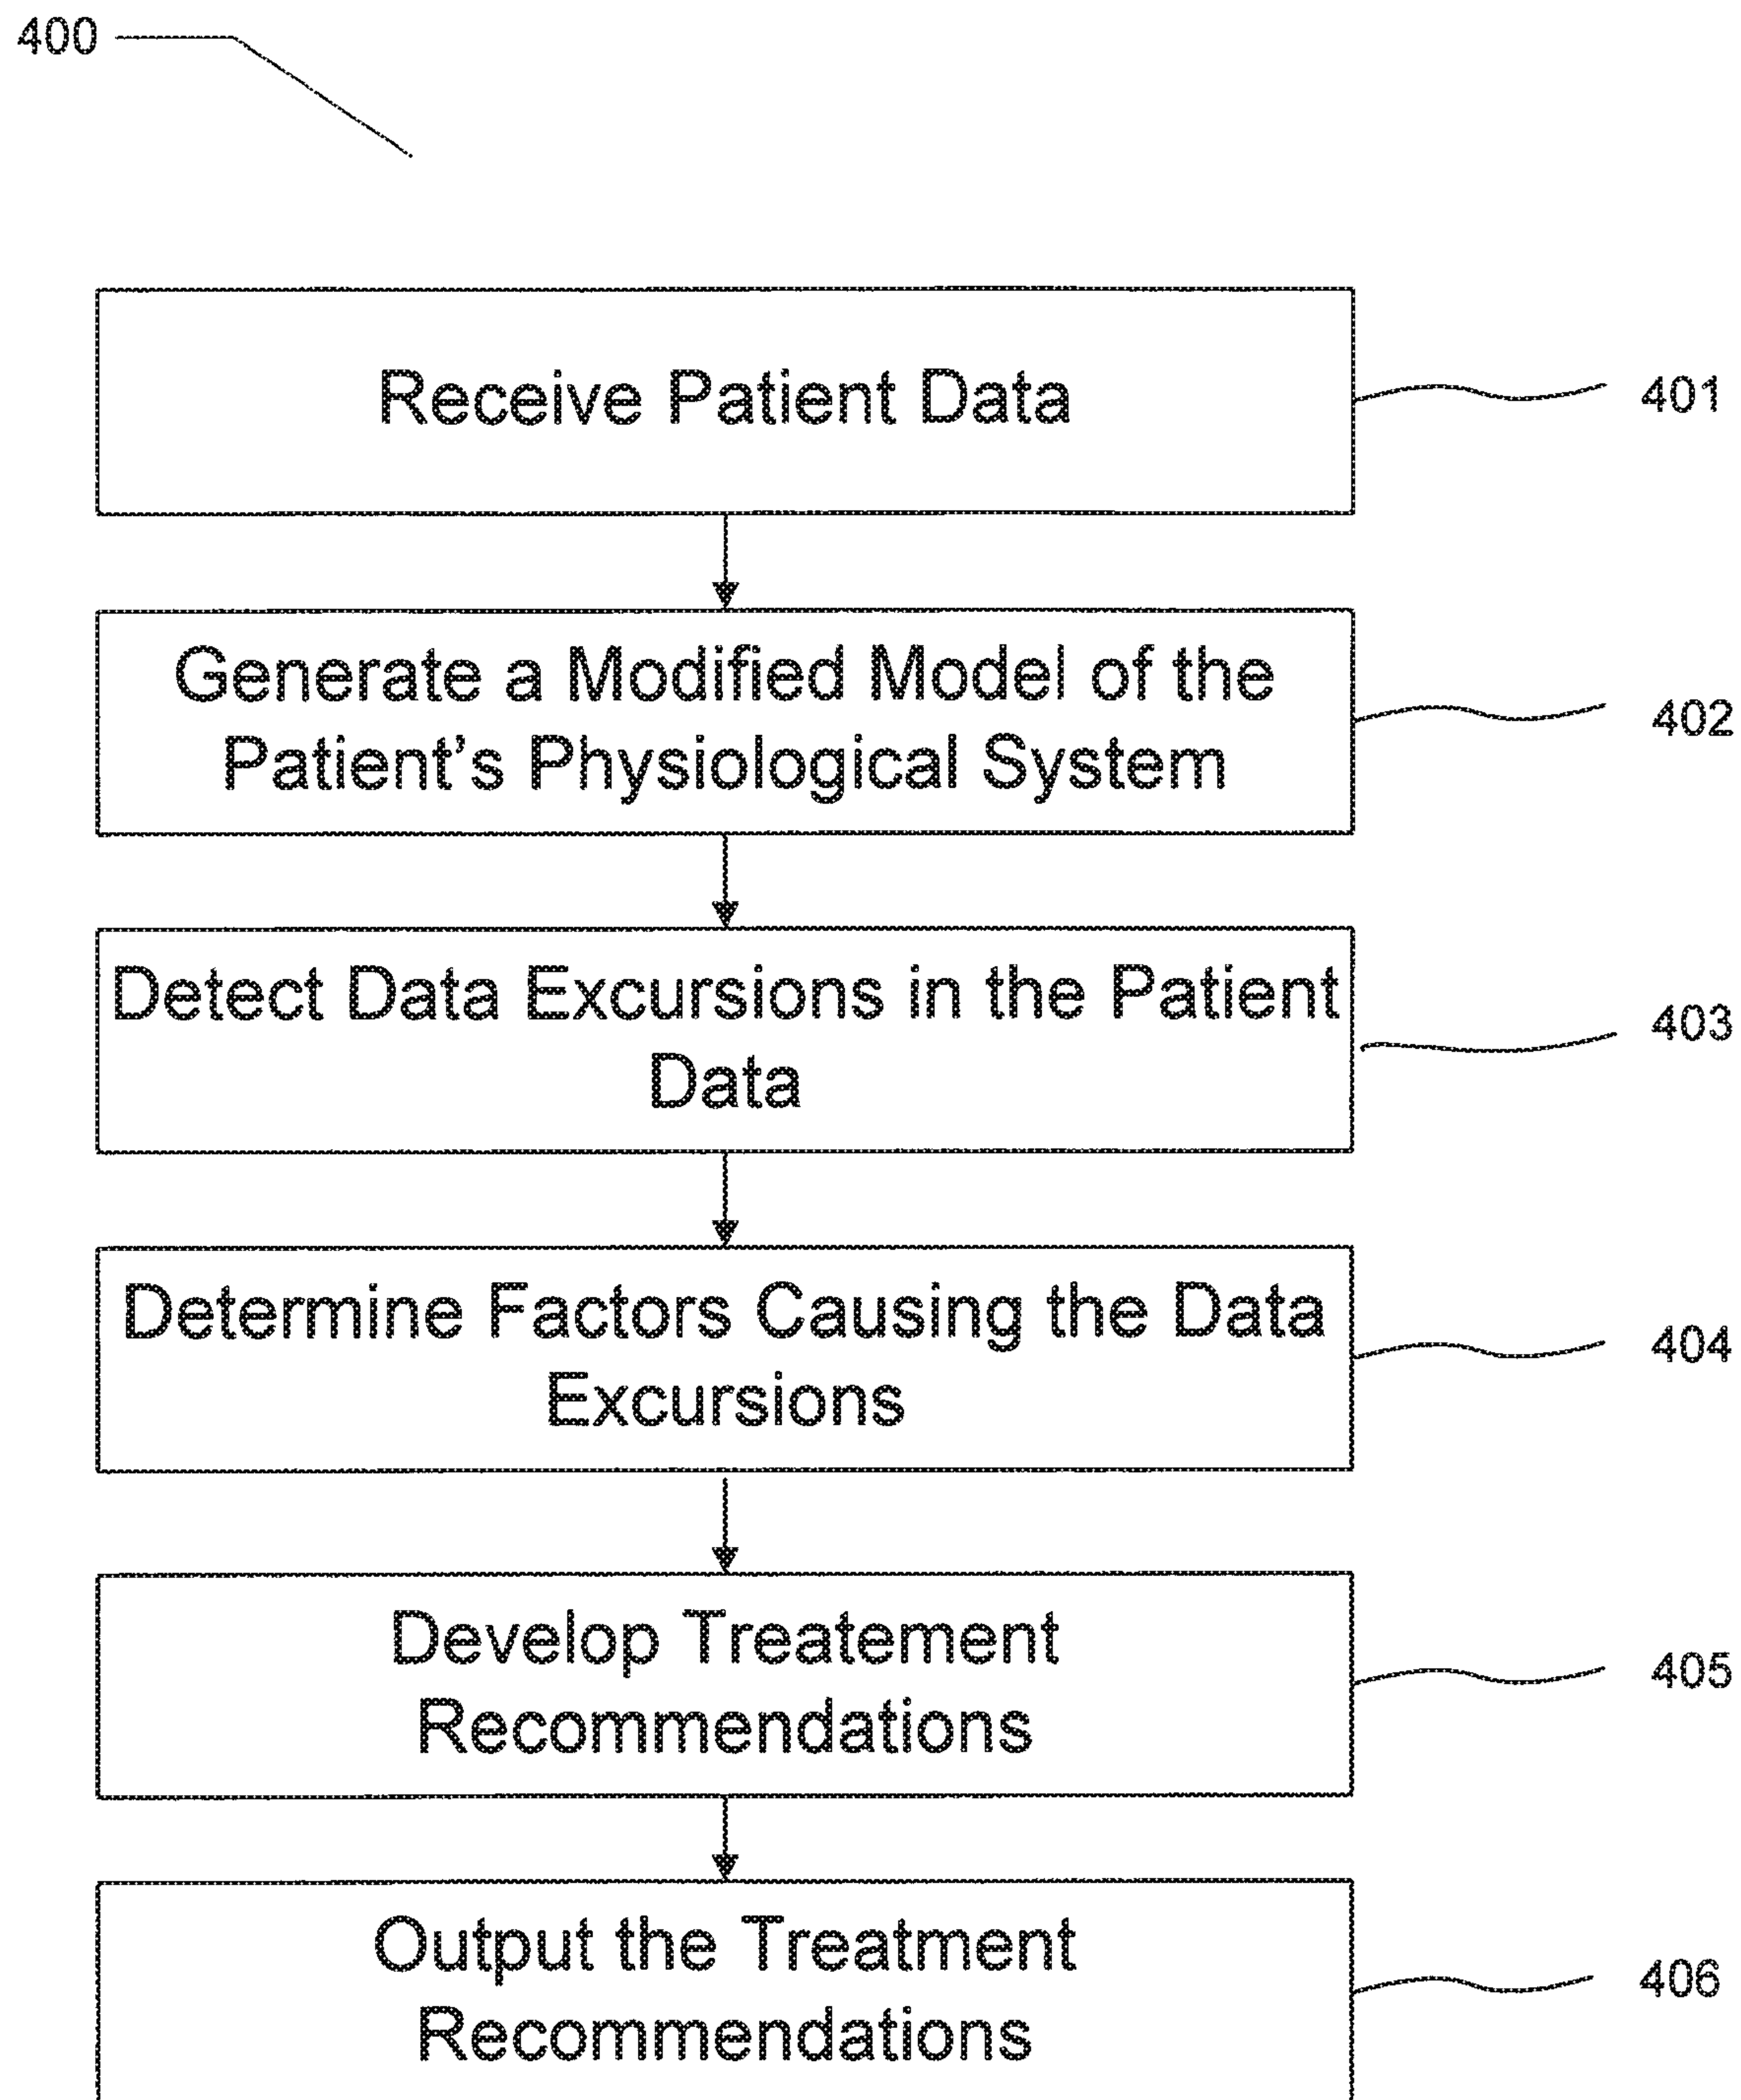 400
Receive Patient Data
401
Generate a Modified Model of the
Patient's Physiological System
402
Detect Data Excursions in the Patient
Data
403
Determine Factors Causing the Data
Excursions
404
Develop Treatement
Recommendations
405
Output the Treatment
Recommendations
406